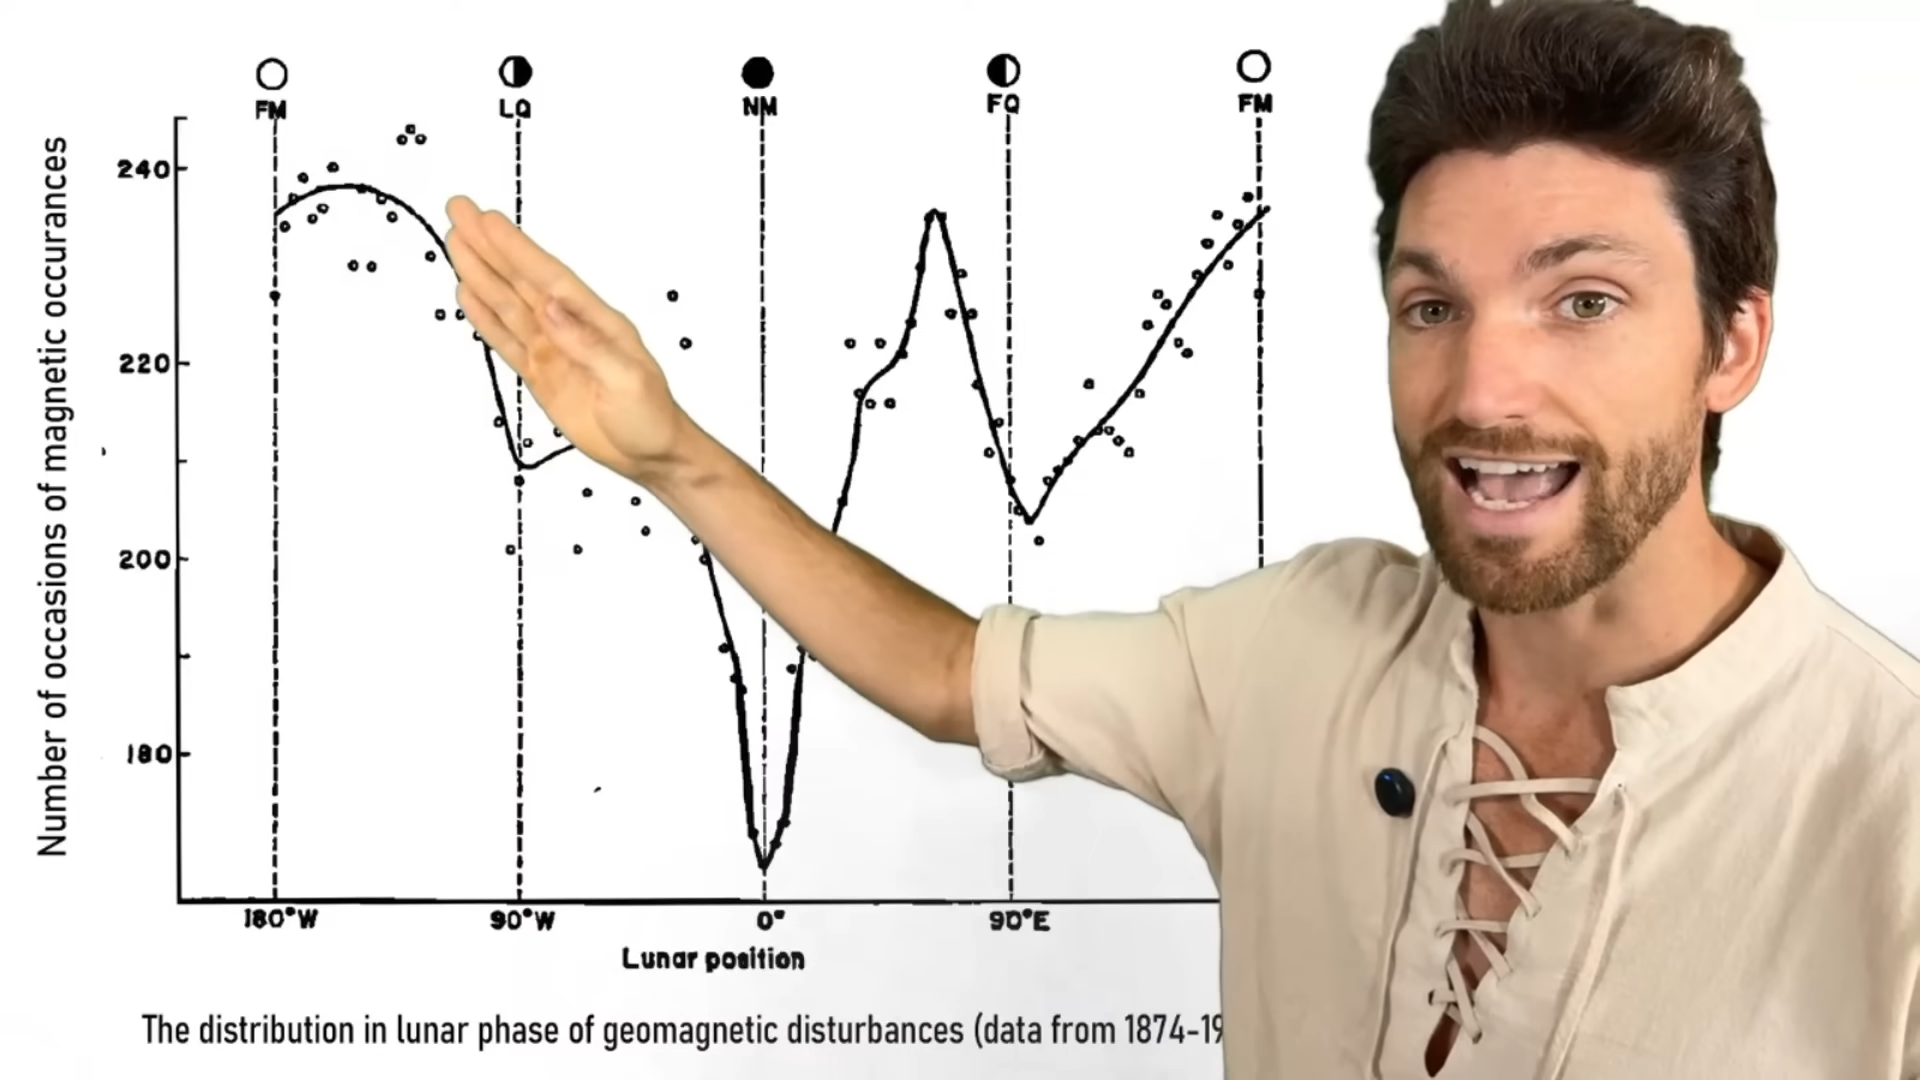 FM LQ NM FQ FM
Number of occasions of magnetic occurances
240
220
200
180
180°W 90°W 0° 90°E
Lunar position
The distribution in lunar phase of geomagnetic disturbances (data from 1874-19